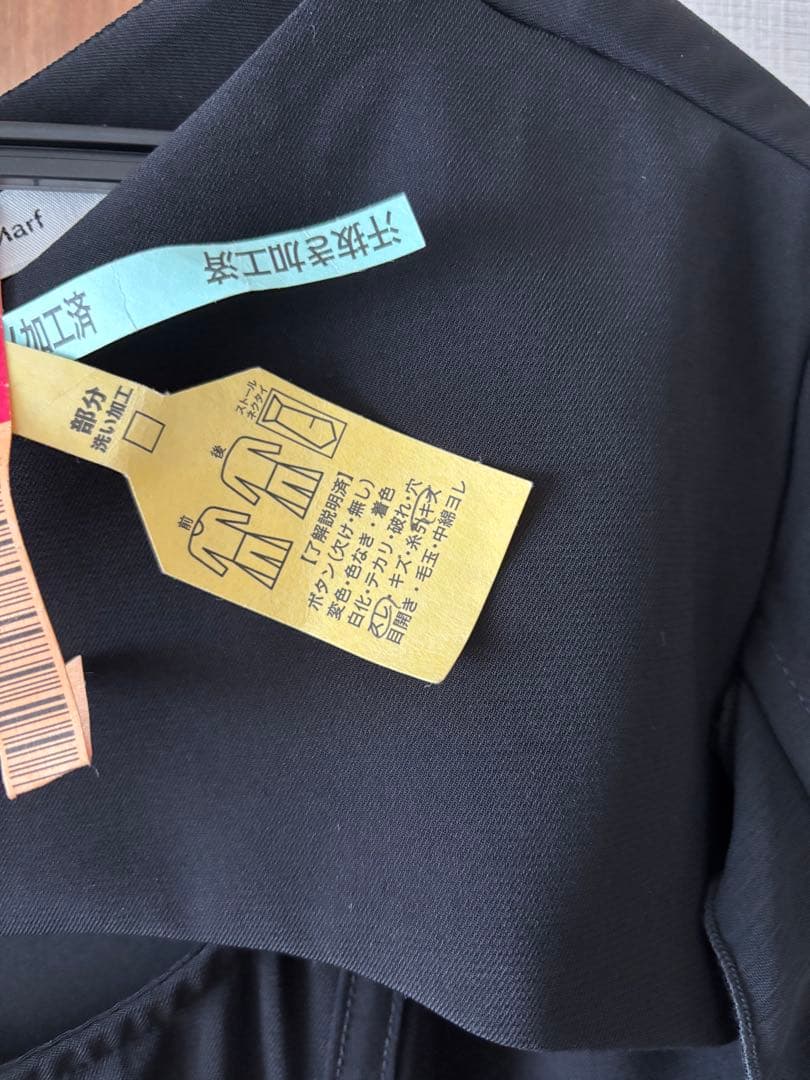 Marf
汗抜き加工済
加工済
部分
洗い加工
ストール
ネクタイ
後
前
【了解説明済】
ボタン(欠け・無し)
変色・色なき・着色
白化・テカリ・破れ・穴
スレ・キズ・糸引キズ
目開き・毛玉・中綿ヨレ